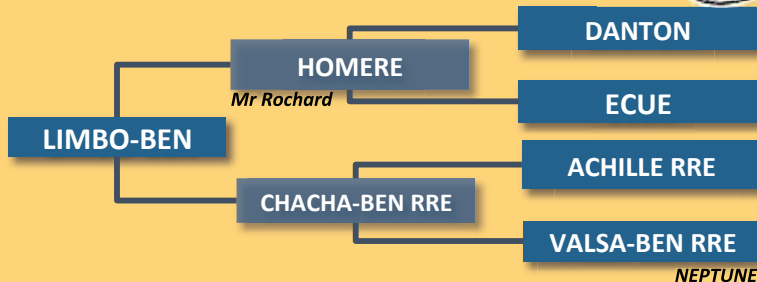 DANTON
HOMERE
Mr Rochard
ECUE
LIMBO-BEN
ACHILLE RRE
CHACHA-BEN RRE
VALSA-BEN RRE
NEPTUNE